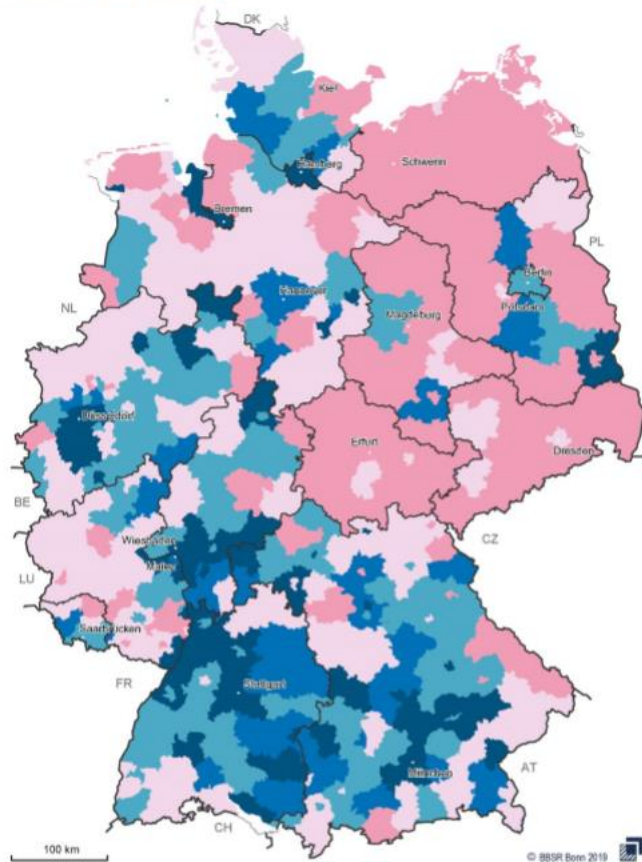 DK
Kiel
Hamburg
Schwerin
Bremen
PL
Berlin
Hannover
NL
Potsdam
Magdeburg
Düsseldorf
Erfurt
Dresden
BE
Wiesbaden
CZ
Mainz
LU
Saarbrücken
FR
Stuttgart
AT
München
CH
100 km
© BBSR Bonn 2019